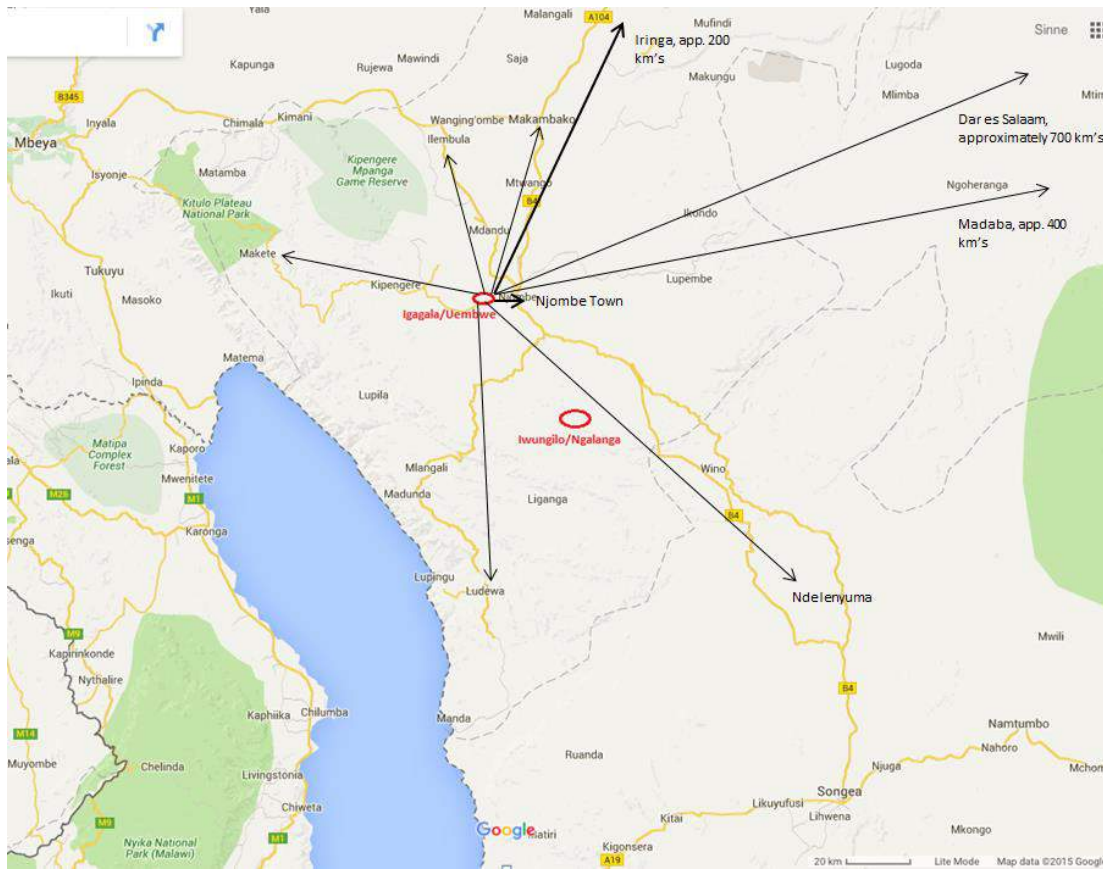 Yala
Malangali
A104
Mufindi
Sinne
Iringa, app. 200
km's
Kapunga
Rujewa
Mawindi
Saja
Makungu
Lugoda
Mlimba
B345
Inyala
Chimala
Kimani
Wanging'ombe
Makambako
Ilembula
Dar es Salaam,
approximately 700 km's
Mbeya
Isyonje
Matamba
Kipengere
Mpanga
Game Reserve
Mtwango
Kitulo Plateau
National Park
B4
Ikondo
Ngoheranga
Madaba, app. 400
km's
Mdandu
Makete
Tukuyu
Ikuti
Masoko
Kipengere
Lupembe
Njombe Town
Igagala/Uembwe
Matema
Ipinda
Lupila
Iwungilo/Ngalanga
Matipa
Complex
Forest
Kaporo
Mwenitete
M26
M1
Karonga
Mlangali
Madunda
Wino
Liganga
B4
Lupingu
Ludewa
Ndelenyuma
M9
Kapirinkonde
Nythalire
Mwili
M14
Kaphiika
Chilumba
Manda
B4
Muyombe
Chelinda
Livingstonia
Ruanda
Namtumbo
Nahoro
Njuga
Chiweta
Songea
Likuyufusi
Lihwena
M9
M1
Kitai
Google
Nyika National
Park (Malawi)
Kigonsera
A19
Mkongo
20 km
Lite Mode
Map data ©2015 Google